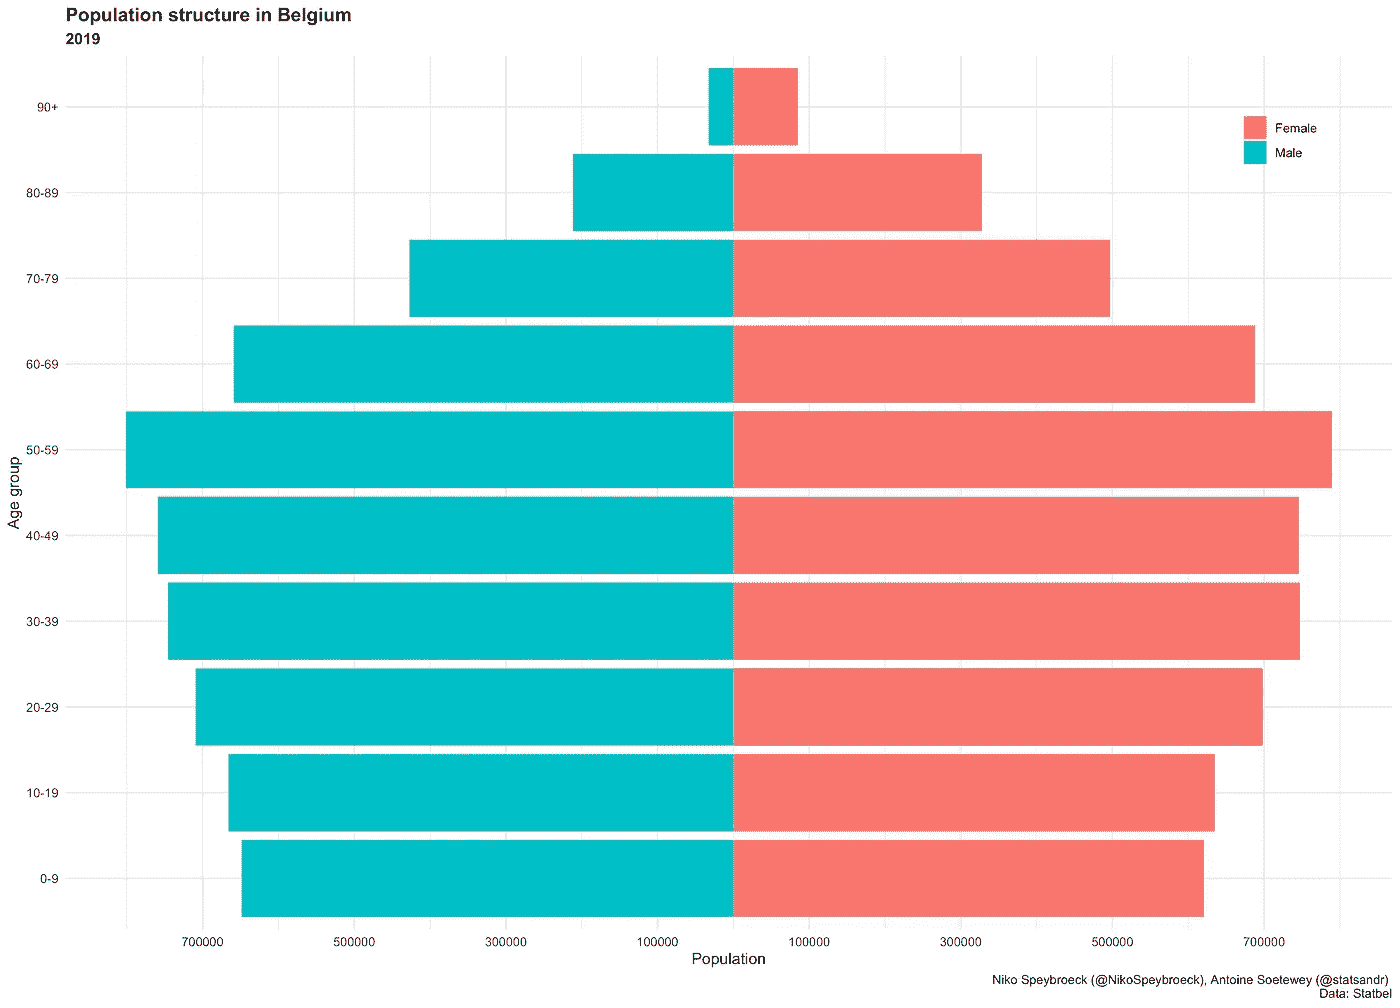 Population structure in Belgium
2019
90+
80-89
70-79
60-69
50-59
40-49
30-39
20-29
10-19
0-9
Age group
Female
Male
700000 500000 300000 100000 100000 300000 500000 700000
Population
Niko Speybroeck (@NikoSpeybroeck), Antoine Soetewey (@statsandr)
Data: Statbel